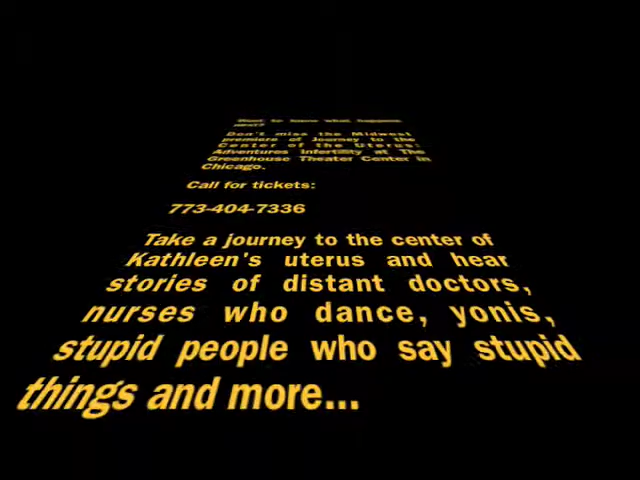 Want to know what happens
next?
Don't miss the Midwest
premiere of Journey to the
Center of the Uterus:
Adventures Infertility at The
Greenhouse Theater Center in
Chicago.
Call for tickets:
773-404-7336
Take a journey to the center of
Kathleen's uterus and hear
stories of distant doctors,
nurses who dance, yonis,
stupid people who say stupid
things and more...